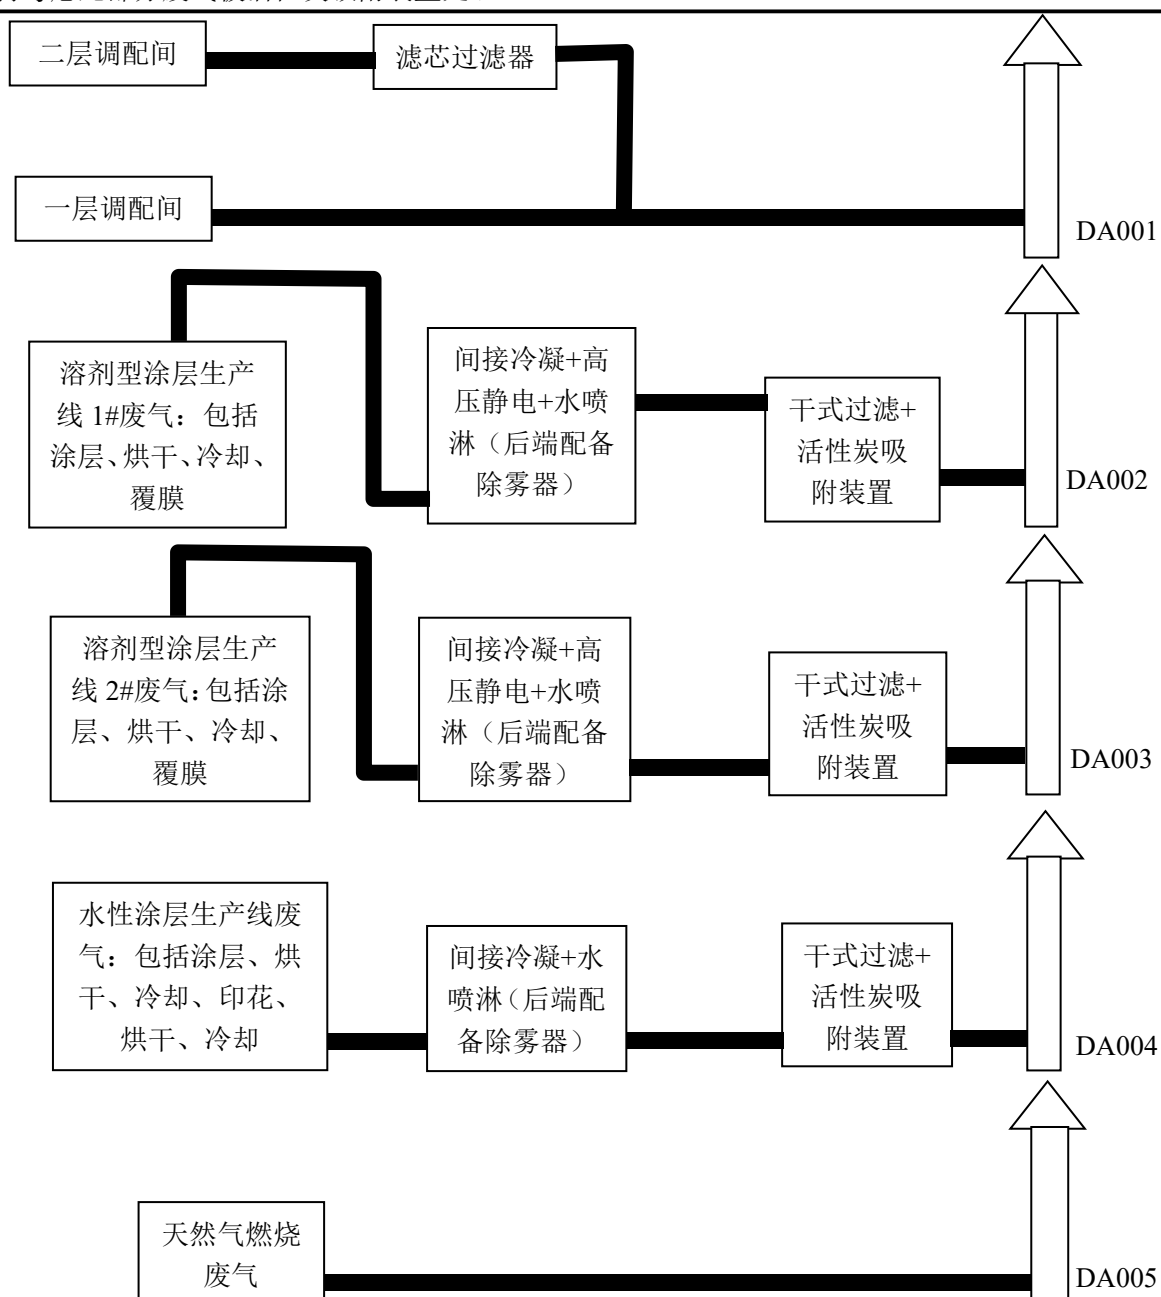 二层调配间
滤芯过滤器
一层调配间
DA001
溶剂型涂层生产
线 1#废气：包括
涂层、烘干、冷却、
覆膜
间接冷凝+高
压静电+水喷
淋（后端配备
除雾器）
干式过滤+
活性炭吸
附装置
DA002
溶剂型涂层生产
线 2#废气：包括涂
层、烘干、冷却、
覆膜
间接冷凝+高
压静电+水喷
淋（后端配备
除雾器）
干式过滤+
活性炭吸
附装置
DA003
水性涂层生产线废
气：包括涂层、烘
干、冷却、印花、
烘干、冷却
间接冷凝+水
喷淋（后端配
备除雾器）
干式过滤+
活性炭吸
附装置
DA004
天然气燃烧
废气
DA005